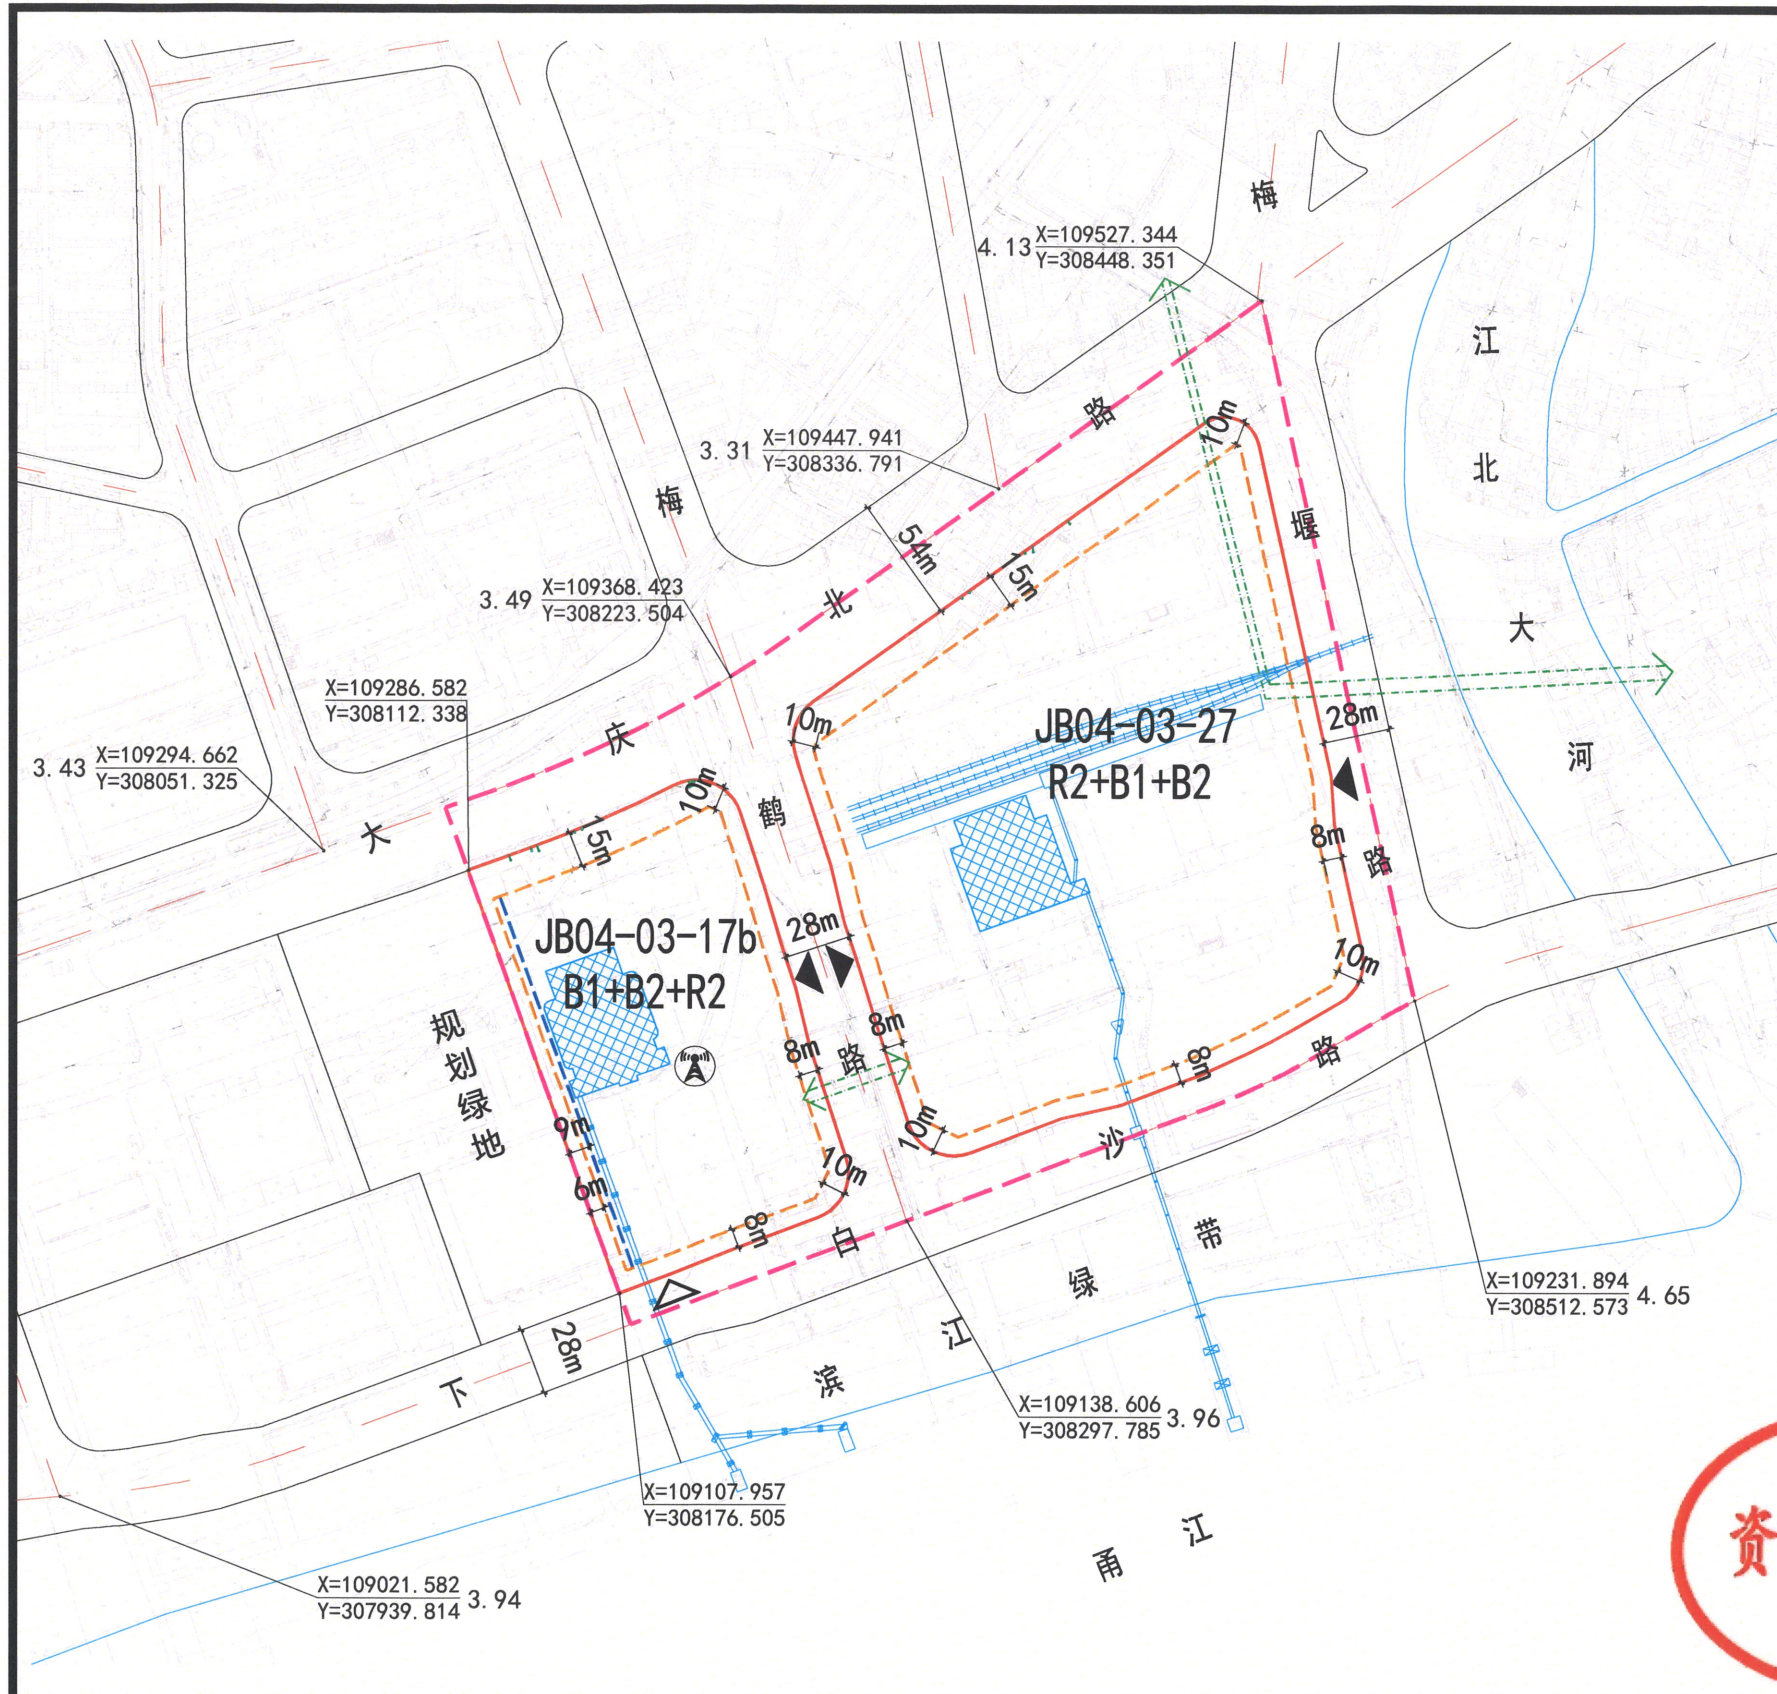 梅
4.13
X=109527.344
Y=308448.351
江
北
大
河
路
10m
3.31
X=109447.941
Y=308336.791
梅
54m
15m
堰
3.49
X=109368.423
Y=308223.504
北
X=109286.582
Y=308112.338
庆
10m
JB04-03-27
R2+B1+B2
28m
3.43
X=109294.662
Y=308051.325
大
15m
10m
鹤
8m
路
JB04-03-17b
B1+B2+R2
28m
10m
规
划
绿
地
8m
路
8m
8m
路
9m
6m
10m
10m
沙
8m
白
带
绿
江
滨
28m
下
X=109231.894
Y=308512.573
4.65
X=109138.606
Y=308297.785
3.96
X=109107.957
Y=308176.505
江
甬
X=109021.582
Y=307939.814
3.94
资